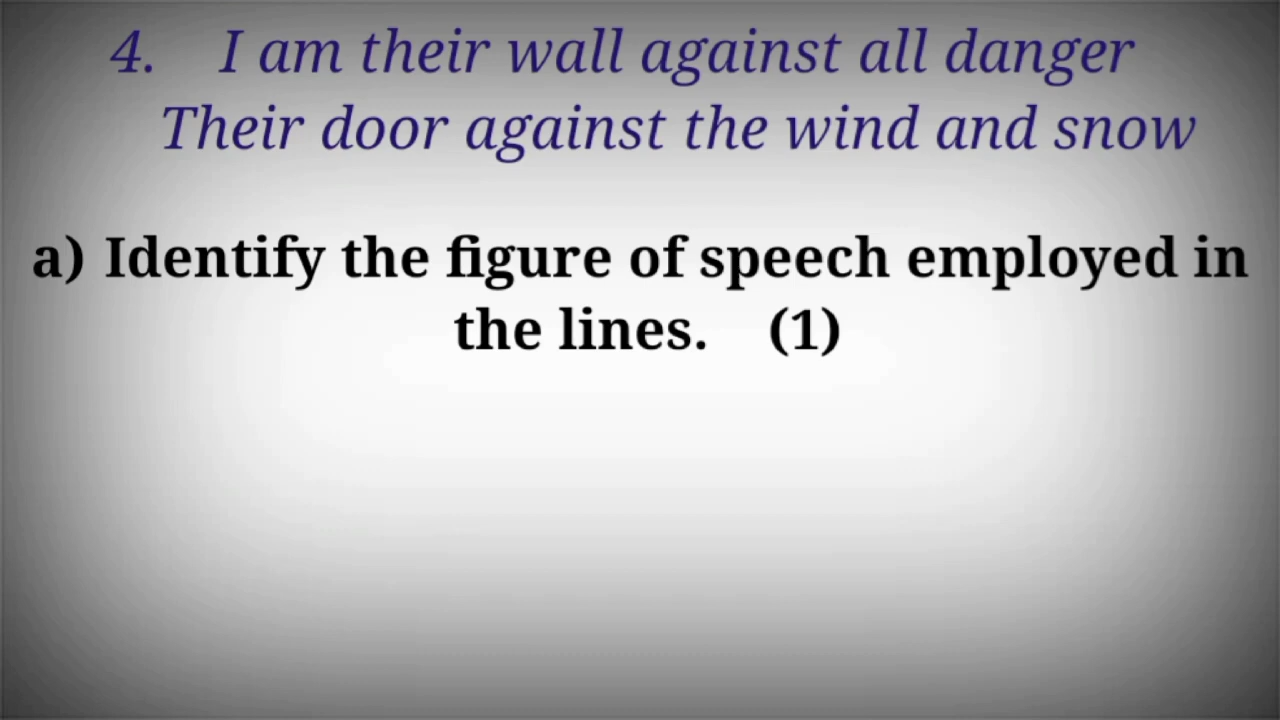 4. I am their wall against all danger
Their door against the wind and snow
a) Identify the figure of speech employed in
the lines. (1)